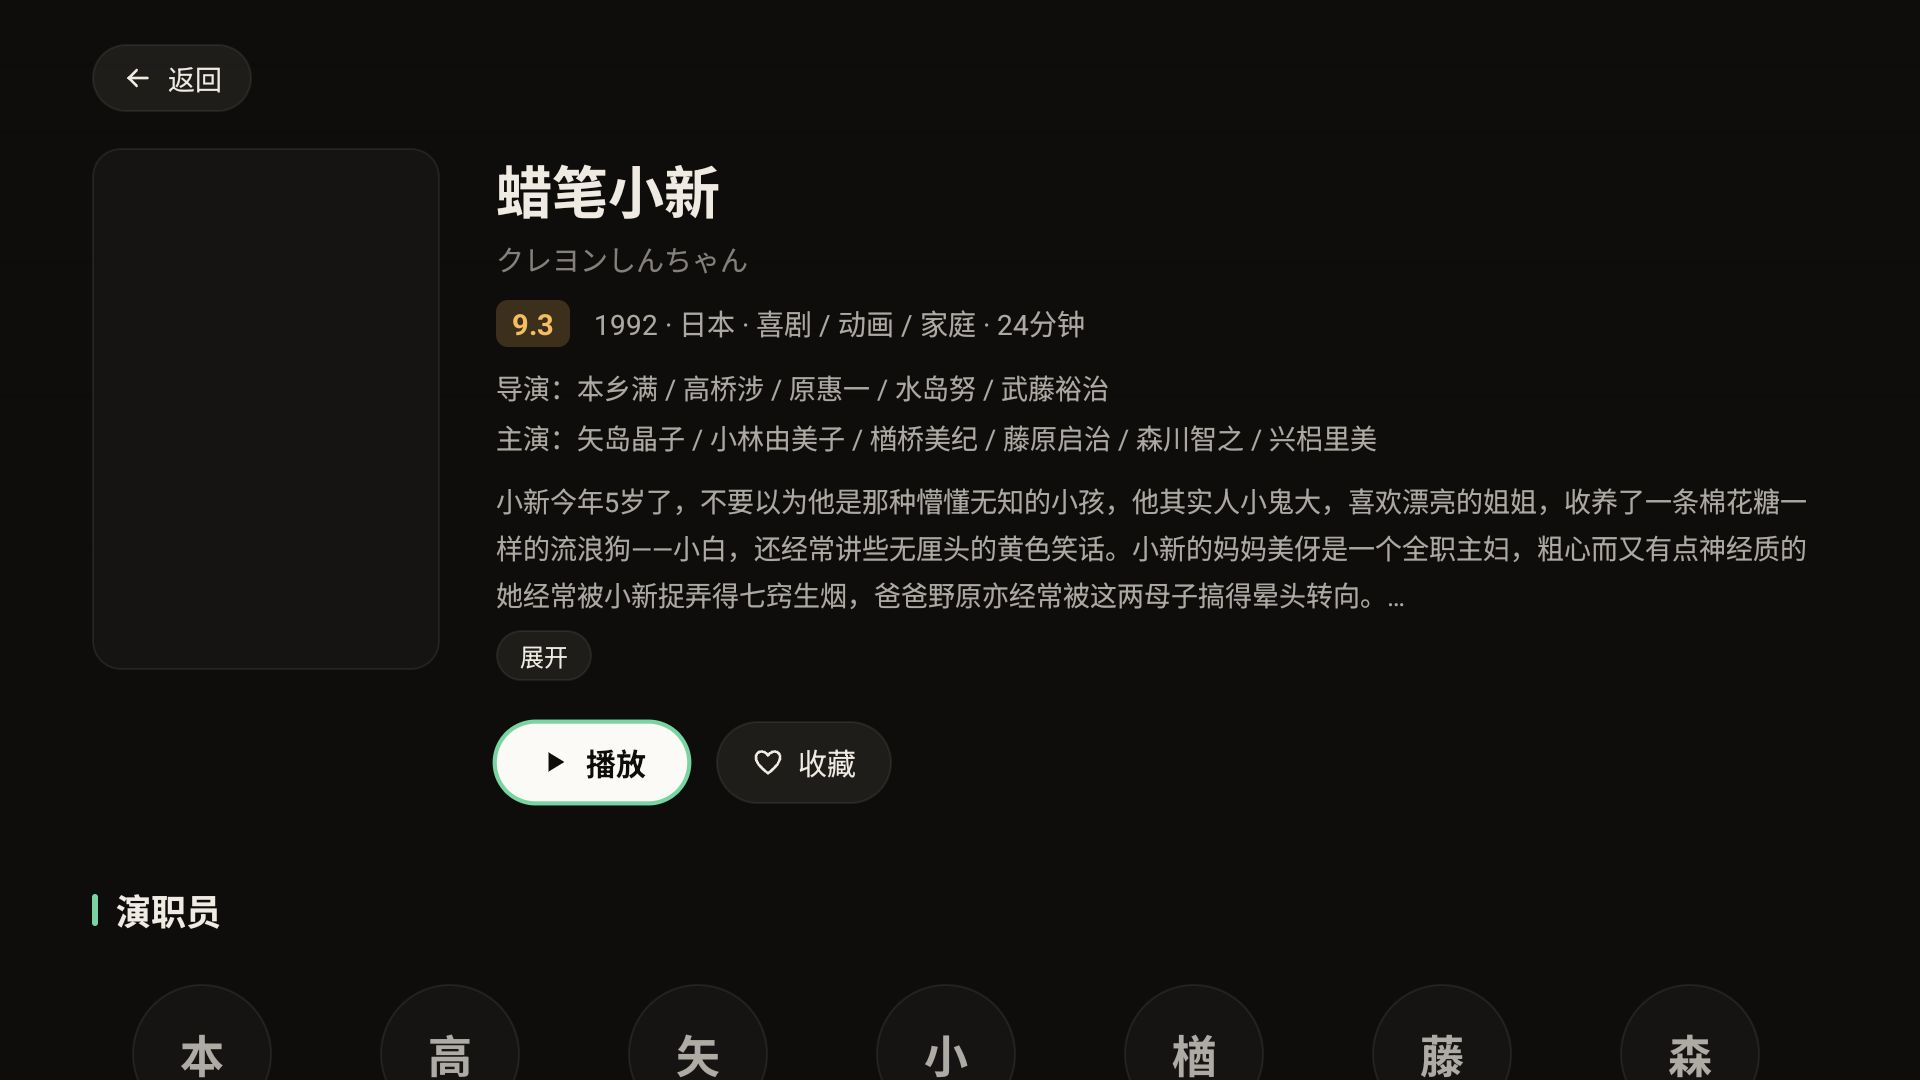 返回
蜡笔小新
クレヨンしんちゃん
9.3 1992 · 日本 · 喜剧 / 动画 / 家庭 · 24分钟
导演：本乡满 / 高桥涉 / 原惠一 / 水岛努 / 武藤裕治
主演：矢岛晶子 / 小林由美子 / 楢桥美纪 / 藤原启治 / 森川智之 / 兴梠里美
小新今年5岁了，不要以为他是那种懵懂无知的小孩，他其实人小鬼大，喜欢漂亮的姐姐，收养了一条棉花糖一
样的流浪狗——小白，还经常讲些无厘头的黄色笑话。小新的妈妈美伢是一个全职主妇，粗心而又有点神经质的
她经常被小新捉弄得七窍生烟，爸爸野原亦经常被这两母子搞得晕头转向。…
展开
播放 收藏
演职员
本 高 矢 小 楢 藤 森